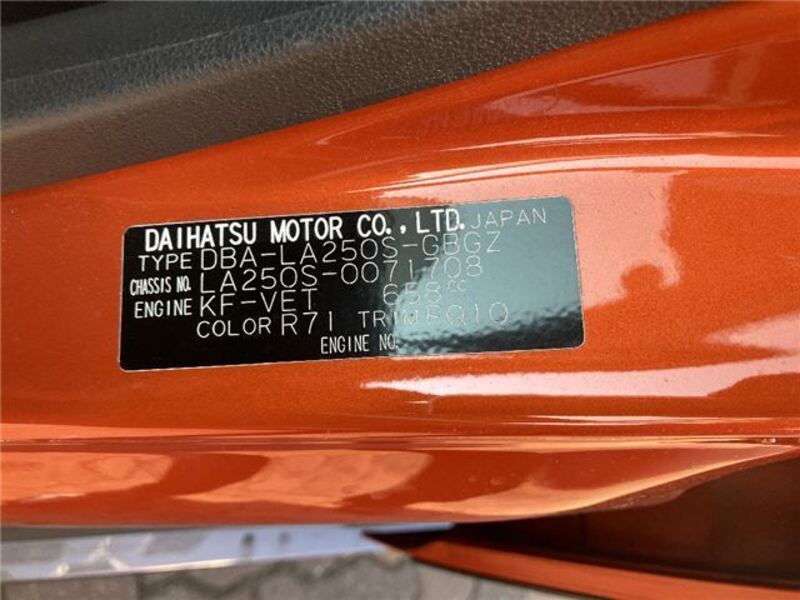 DAIHATSU MOTOR CO., LTD. JAPAN
TYPE DBA-LA250S-GBGZ
CHASSIS NO. LA250S-0071708
ENGINE KF-VET 658cc
COLOR R71 TRIM FQ10
ENGINE NO.